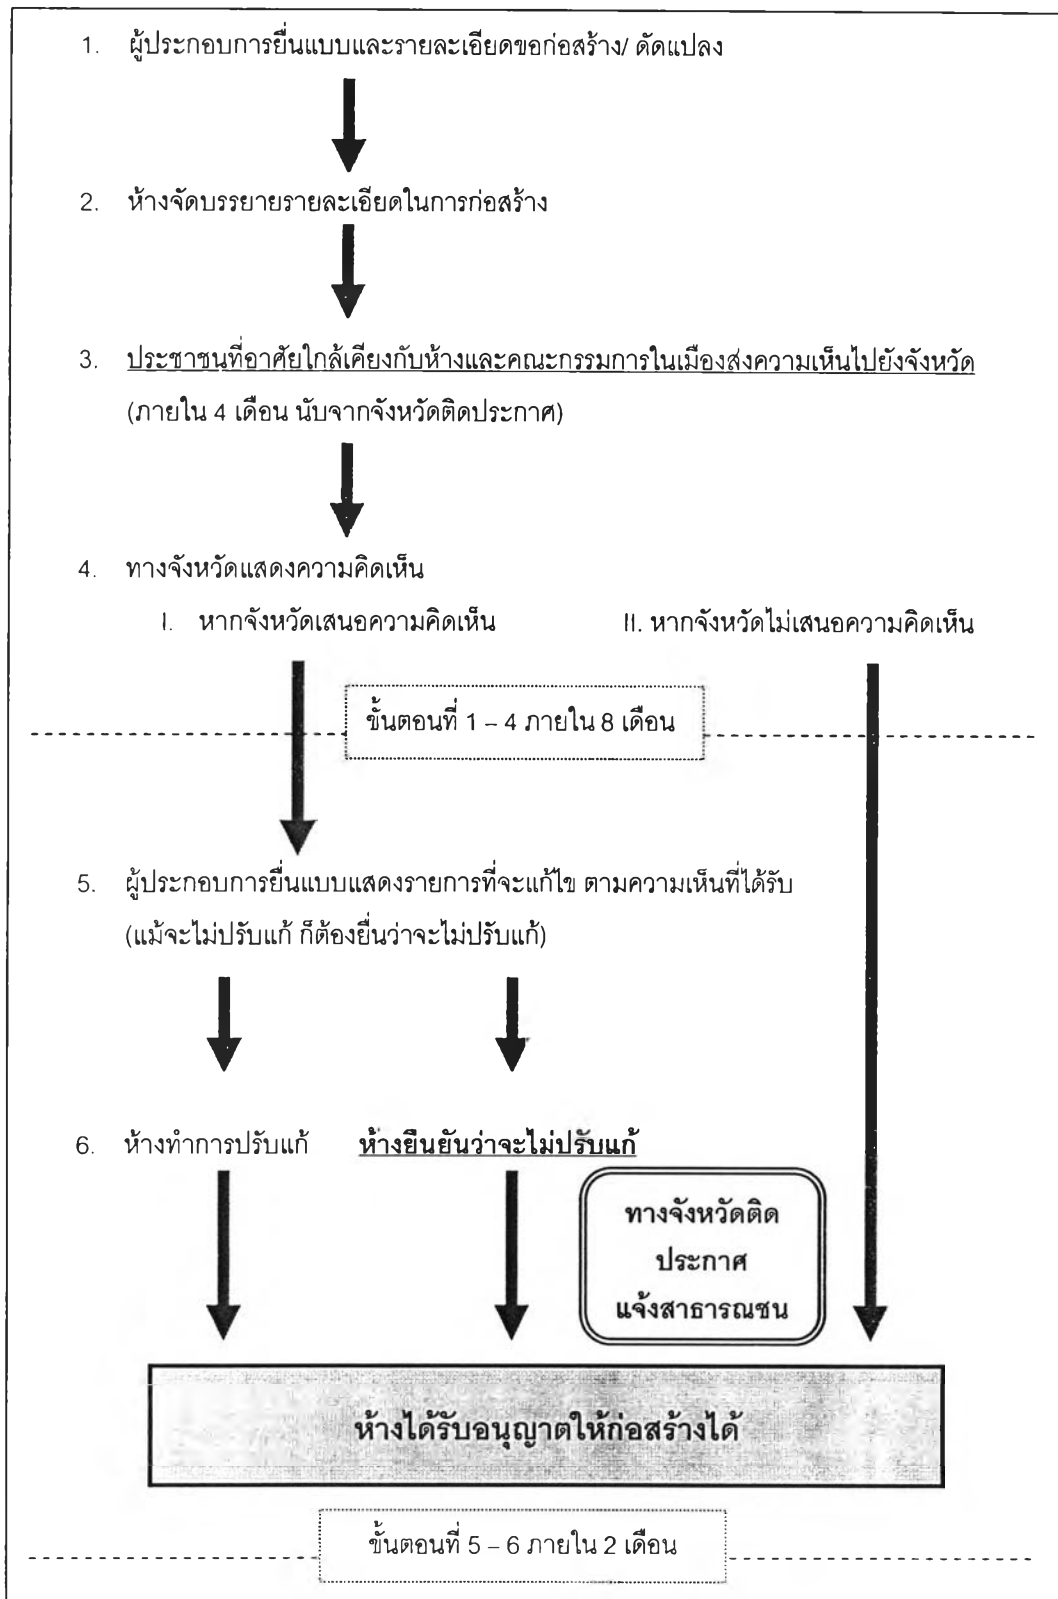 1. ผู้ประกอบการยื่นแบบและรายละเอียดขอก่อสร้าง/ ดัดแปลง
2. ห้างจัดบรรยายรายละเอียดในการก่อสร้าง
3. ประชาชนที่อาศัยใกล้เคียงกับห้างและคณะกรรมการในเมืองส่งความเห็นไปยังจังหวัด
(ภายใน 4 เดือน นับจากจังหวัดติดประกาศ)
4. ทางจังหวัดแสดงความคิดเห็น
I. หากจังหวัดเสนอความคิดเห็น II. หากจังหวัดไม่เสนอความคิดเห็น
ขั้นตอนที่ 1 – 4 ภายใน 8 เดือน
5. ผู้ประกอบการยื่นแบบแสดงรายการที่จะแก้ไข ตามความเห็นที่ได้รับ
(แม้จะไม่ปรับแก้ ก็ต้องยื่นว่าจะไม่ปรับแก้)
6. ห้างทำการปรับแก้ ห้างยืนยันว่าจะไม่ปรับแก้
ทางจังหวัดติด
ประกาศ
แจ้งสาธารณชน
ห้างได้รับอนุญาตให้ก่อสร้างได้
ขั้นตอนที่ 5 – 6 ภายใน 2 เดือน